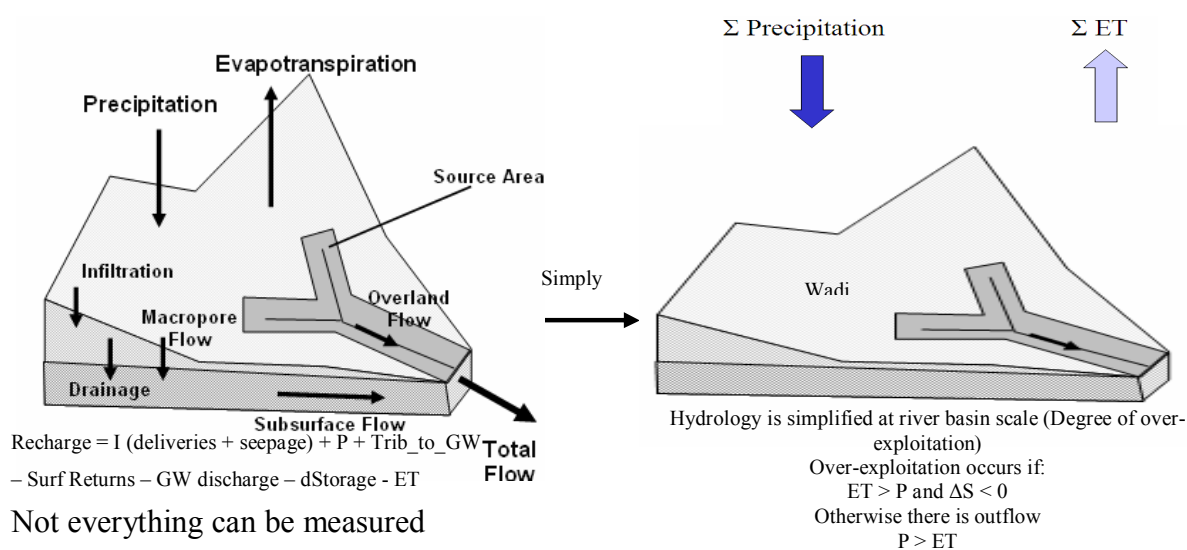 Evapotranspiration
Precipitation
Source Area
Infiltration
Overland
Flow
Macropore
Flow
Drainage
Subsurface Flow
Total
Flow
Recharge = I (deliveries + seepage) + P + Trib_to_GW
– Surf Returns – GW discharge – dStorage - ET
Not everything can be measured
Simply
Σ Precipitation
Σ ET
Wadi
Hydrology is simplified at river basin scale (Degree of over-
exploitation)
Over-exploitation occurs if:
ET > P and ΔS < 0
Otherwise there is outflow
P > ET